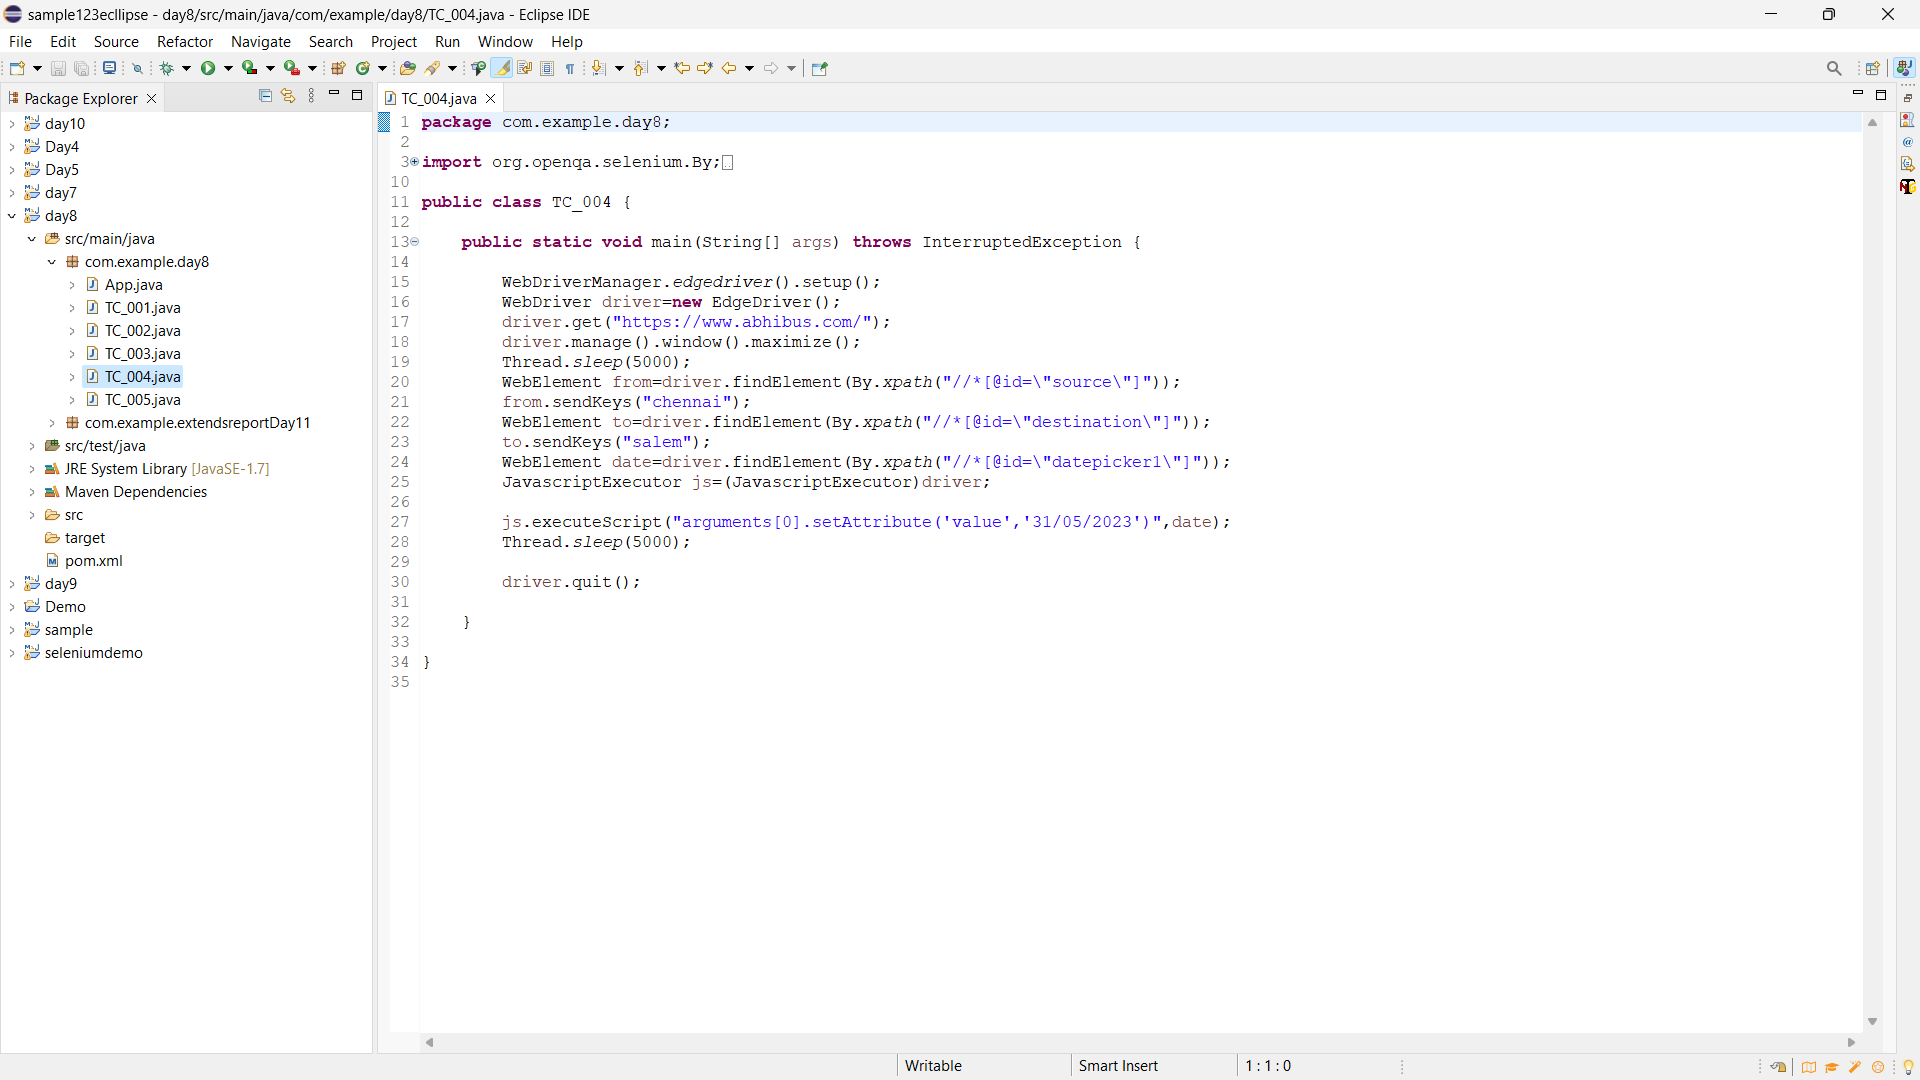 sample123ecllipse - day8/src/main/java/com/example/day8/TC_004.java - Eclipse IDE
File Edit Source Refactor Navigate Search Project Run Window Help
Package Explorer
TC_004.java
day10
Day4
Day5
day7
day8
src/main/java
com.example.day8
App.java
TC_001.java
TC_002.java
TC_003.java
TC_004.java
TC_005.java
com.example.extendsreportDay11
src/test/java
JRE System Library [JavaSE-1.7]
Maven Dependencies
src
target
pom.xml
day9
Demo
sample
seleniumdemo
1 package com.example.day8;
2
3 import org.openqa.selenium.By;
10
11 public class TC_004 {
12
13 public static void main(String[] args) throws InterruptedException {
14
15 WebDriverManager.edgedriver().setup();
16 WebDriver driver=new EdgeDriver();
17 driver.get("https://www.abhibus.com/");
18 driver.manage().window().maximize();
19 Thread.sleep(5000);
20 WebElement from=driver.findElement(By.xpath("//*[@id=\"source\"]"));
21 from.sendKeys("chennai");
22 WebElement to=driver.findElement(By.xpath("//*[@id=\"destination\"]"));
23 to.sendKeys("salem");
24 WebElement date=driver.findElement(By.xpath("//*[@id=\"datepicker1\"]"));
25 JavascriptExecutor js=(JavascriptExecutor)driver;
26
27 js.executeScript("arguments[0].setAttribute('value','31/05/2023')",date);
28 Thread.sleep(5000);
29
30 driver.quit();
31
32 }
33
34 }
35
Writable Smart Insert 1 : 1 : 0